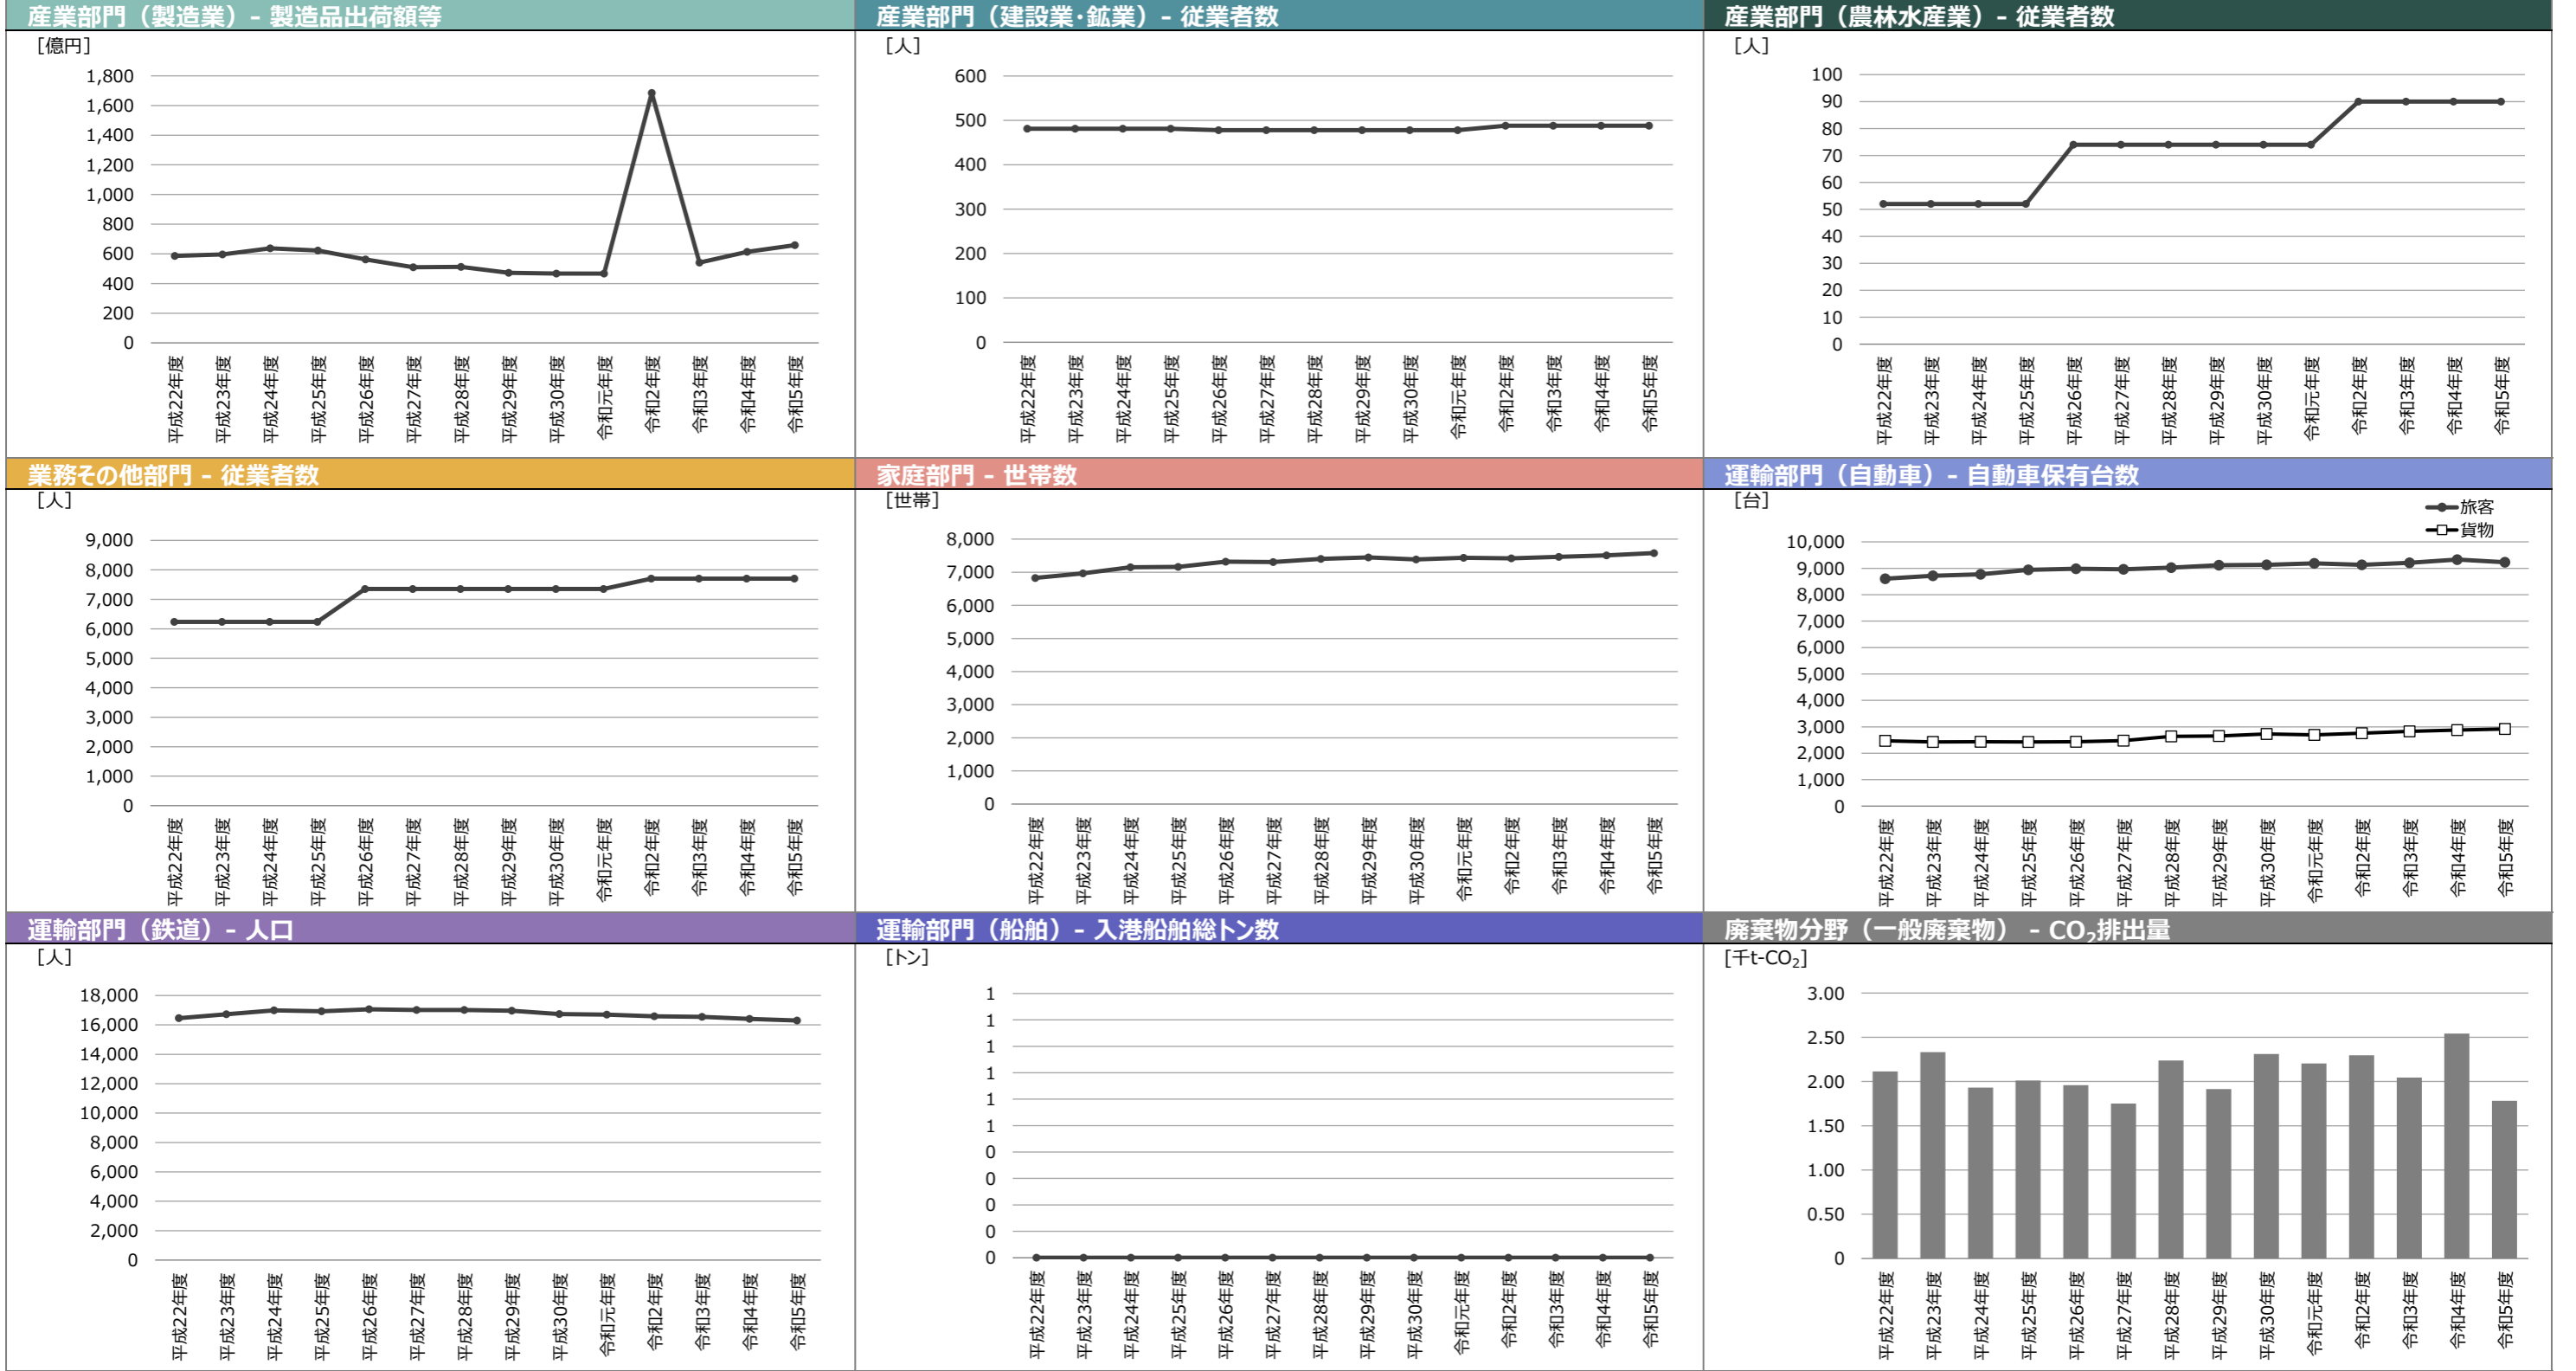 産業部門（製造業）- 製造品出荷額等
[億円]
1,800
1,600
1,400
1,200
1,000
800
600
400
200
0
平成22年度
平成23年度
平成24年度
平成25年度
平成26年度
平成27年度
平成28年度
平成29年度
平成30年度
令和元年度
令和2年度
令和3年度
令和4年度
令和5年度
産業部門（建設業･鉱業）- 従業者数
[人]
600
500
400
300
200
100
0
平成22年度
平成23年度
平成24年度
平成25年度
平成26年度
平成27年度
平成28年度
平成29年度
平成30年度
令和元年度
令和2年度
令和3年度
令和4年度
令和5年度
産業部門（農林水産業）- 従業者数
[人]
100
90
80
70
60
50
40
30
20
10
0
平成22年度
平成23年度
平成24年度
平成25年度
平成26年度
平成27年度
平成28年度
平成29年度
平成30年度
令和元年度
令和2年度
令和3年度
令和4年度
令和5年度
業務その他部門 - 従業者数
[人]
9,000
8,000
7,000
6,000
5,000
4,000
3,000
2,000
1,000
0
平成22年度
平成23年度
平成24年度
平成25年度
平成26年度
平成27年度
平成28年度
平成29年度
平成30年度
令和元年度
令和2年度
令和3年度
令和4年度
令和5年度
家庭部門 - 世帯数
[世帯]
8,000
7,000
6,000
5,000
4,000
3,000
2,000
1,000
0
平成22年度
平成23年度
平成24年度
平成25年度
平成26年度
平成27年度
平成28年度
平成29年度
平成30年度
令和元年度
令和2年度
令和3年度
令和4年度
令和5年度
運輸部門（自動車）- 自動車保有台数
[台]
旅客
貨物
10,000
9,000
8,000
7,000
6,000
5,000
4,000
3,000
2,000
1,000
0
平成22年度
平成23年度
平成24年度
平成25年度
平成26年度
平成27年度
平成28年度
平成29年度
平成30年度
令和元年度
令和2年度
令和3年度
令和4年度
令和5年度
運輸部門（鉄道）- 人口
[人]
18,000
16,000
14,000
12,000
10,000
8,000
6,000
4,000
2,000
0
平成22年度
平成23年度
平成24年度
平成25年度
平成26年度
平成27年度
平成28年度
平成29年度
平成30年度
令和元年度
令和2年度
令和3年度
令和4年度
令和5年度
運輸部門（船舶）- 入港船舶総トン数
[トン]
1
1
1
1
1
1
0
0
0
0
0
平成22年度
平成23年度
平成24年度
平成25年度
平成26年度
平成27年度
平成28年度
平成29年度
平成30年度
令和元年度
令和2年度
令和3年度
令和4年度
令和5年度
廃棄物分野（一般廃棄物） - CO₂排出量
[千t-CO₂]
3.00
2.50
2.00
1.50
1.00
0.50
0
平成22年度
平成23年度
平成24年度
平成25年度
平成26年度
平成27年度
平成28年度
平成29年度
平成30年度
令和元年度
令和2年度
令和3年度
令和4年度
令和5年度